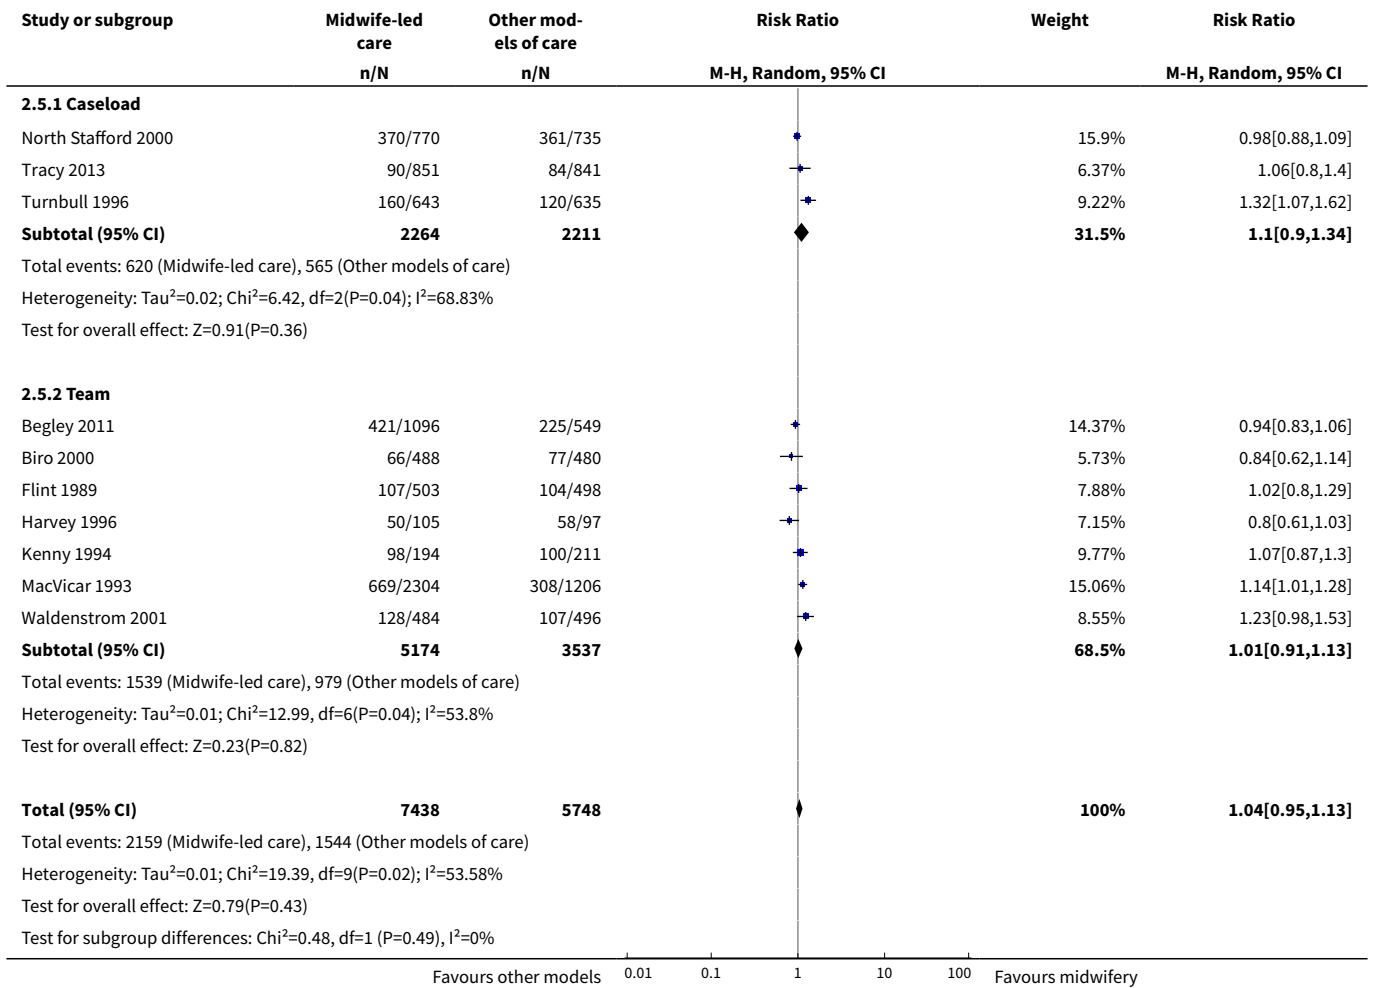 Study or subgroup Midwife-led care Other mod-els of care Risk Ratio Weight Risk Ratio
n/N n/N M-H, Random, 95% CI M-H, Random, 95% CI
2.5.1 Caseload
North Stafford 2000 370/770 361/735 15.9% 0.98[0.88,1.09]
Tracy 2013 90/851 84/841 6.37% 1.06[0.8,1.4]
Turnbull 1996 160/643 120/635 9.22% 1.32[1.07,1.62]
Subtotal (95% CI) 2264 2211 31.5% 1.1[0.9,1.34]
Total events: 620 (Midwife-led care), 565 (Other models of care)
Heterogeneity: Tau²=0.02; Chi²=6.42, df=2(P=0.04); I²=68.83%
Test for overall effect: Z=0.91(P=0.36)
2.5.2 Team
Begley 2011 421/1096 225/549 14.37% 0.94[0.83,1.06]
Biro 2000 66/488 77/480 5.73% 0.84[0.62,1.14]
Flint 1989 107/503 104/498 7.88% 1.02[0.8,1.29]
Harvey 1996 50/105 58/97 7.15% 0.8[0.61,1.03]
Kenny 1994 98/194 100/211 9.77% 1.07[0.87,1.3]
MacVicar 1993 669/2304 308/1206 15.06% 1.14[1.01,1.28]
Waldenstrom 2001 128/484 107/496 8.55% 1.23[0.98,1.53]
Subtotal (95% CI) 5174 3537 68.5% 1.01[0.91,1.13]
Total events: 1539 (Midwife-led care), 979 (Other models of care)
Heterogeneity: Tau²=0.01; Chi²=12.99, df=6(P=0.04); I²=53.8%
Test for overall effect: Z=0.23(P=0.82)
Total (95% CI) 7438 5748 100% 1.04[0.95,1.13]
Total events: 2159 (Midwife-led care), 1544 (Other models of care)
Heterogeneity: Tau²=0.01; Chi²=19.39, df=9(P=0.02); I²=53.58%
Test for overall effect: Z=0.79(P=0.43)
Test for subgroup differences: Chi²=0.48, df=1 (P=0.49), I²=0%
Favours other models 0.01 0.1 1 10 100 Favours midwifery